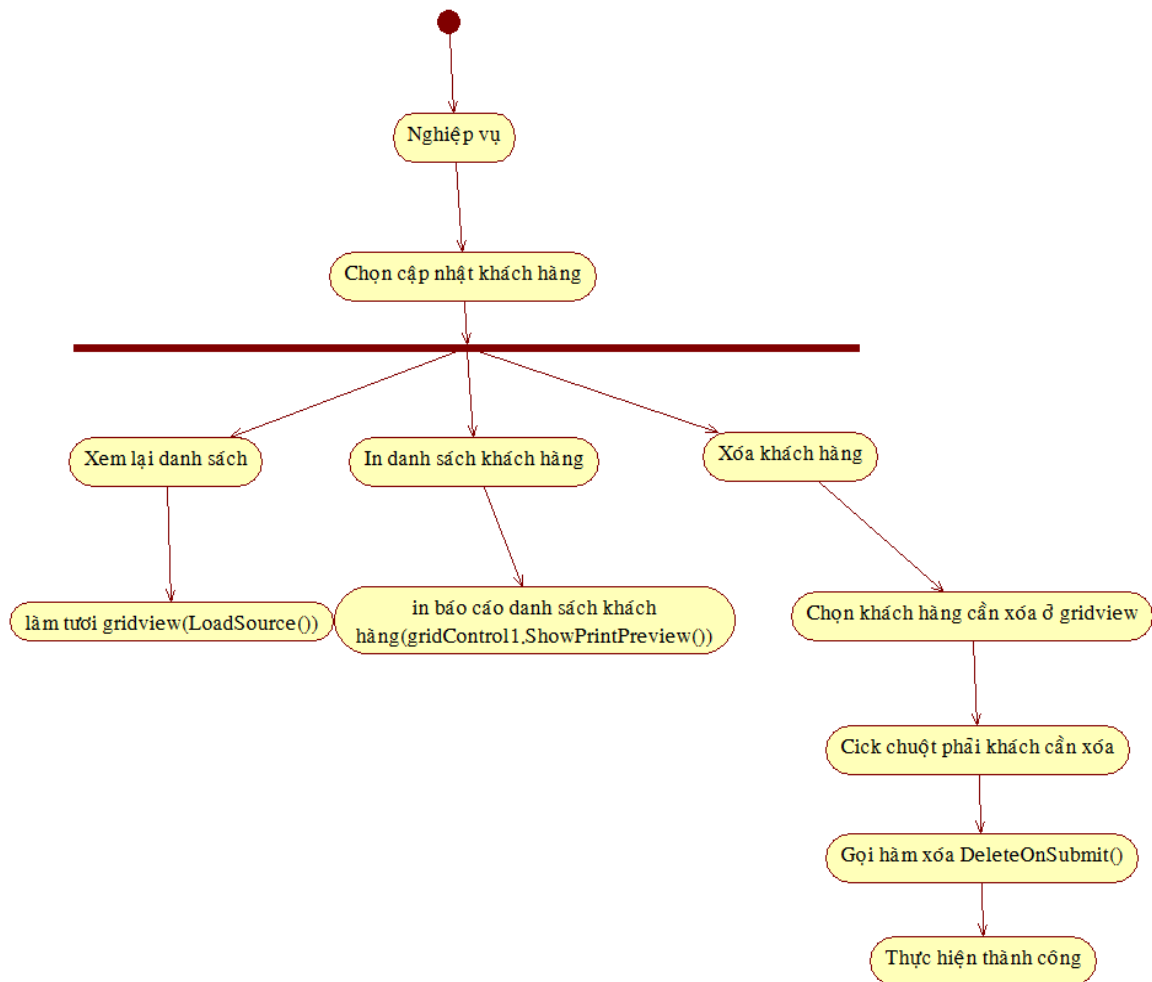 Nghiệp vụ
Chọn cập nhật khách hàng
Xem lại danh sách
In danh sách khách hàng
Xóa khách hàng
làm tươi gridview(LoadSource())
in báo cáo danh sách khách
hàng(gridControl1,ShowPrintPreview())
Chọn khách hàng cần xóa ở gridview
Cick chuột phải khách cần xóa
Gọi hàm xóa DeleteOnSubmit()
Thực hiện thành công